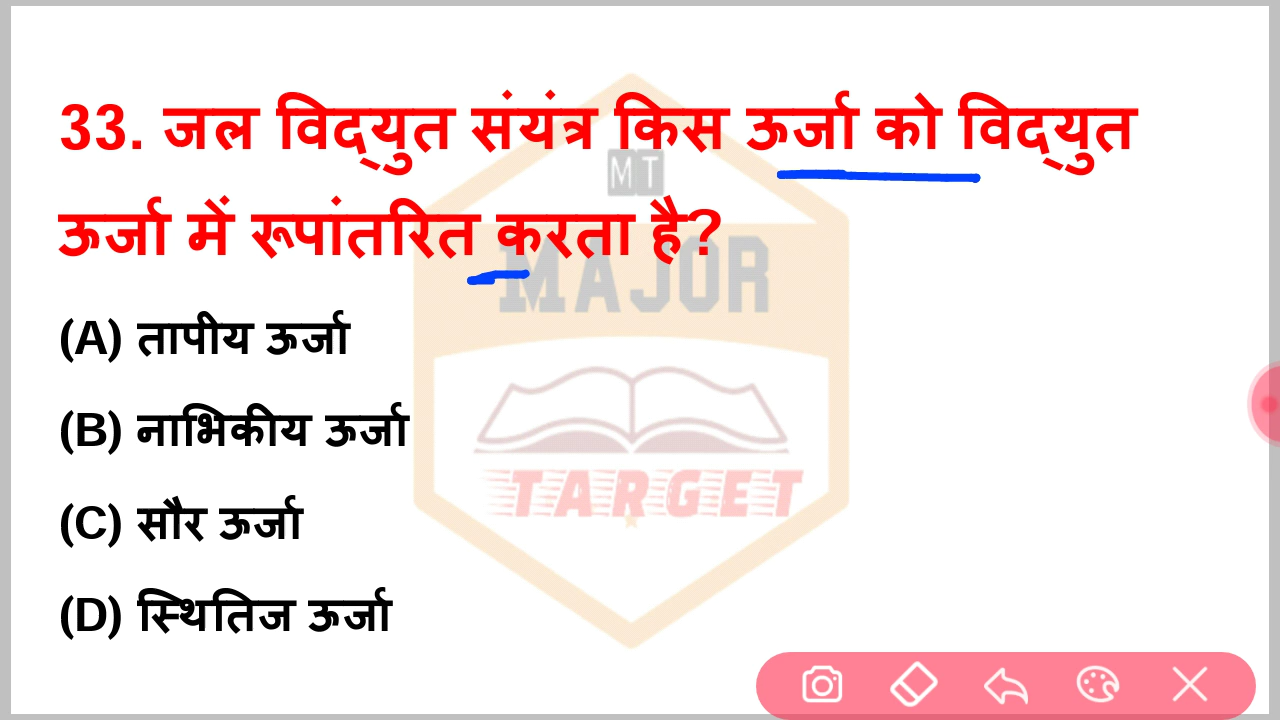 33. जल विद्युत संयंत्र किस ऊर्जा को विद्युत
ऊर्जा में रूपांतरित करता है?
MT
MAJOR
(A) तापीय ऊर्जा
(B) नाभिकीय ऊर्जा
TARGET
(C) सौर ऊर्जा
(D) स्थितिज ऊर्जा